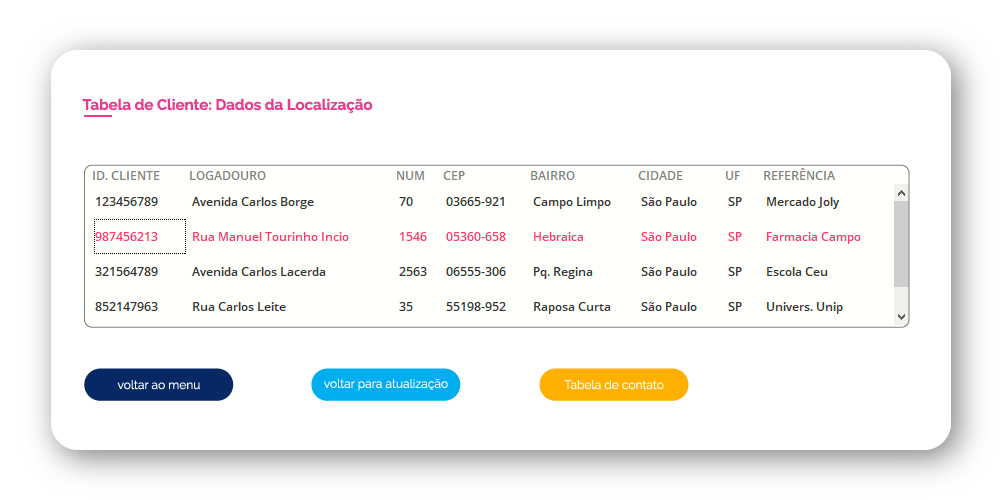 Tabela de Cliente: Dados da Localização
ID. CLIENTE LOGADOURO NUM CEP BAIRRO CIDADE UF REFERÊNCIA
123456789 Avenida Carlos Borge 70 03665-921 Campo Limpo São Paulo SP Mercado Joly
987456213 Rua Manuel Tourinho Incio 1546 05360-658 Hebraica São Paulo SP Farmacia Campo
321564789 Avenida Carlos Lacerda 2563 06555-306 Pq. Regina São Paulo SP Escola Ceu
852147963 Rua Carlos Leite 35 55198-952 Raposa Curta São Paulo SP Univers. Unip
voltar ao menu voltar para atualização Tabela de contato